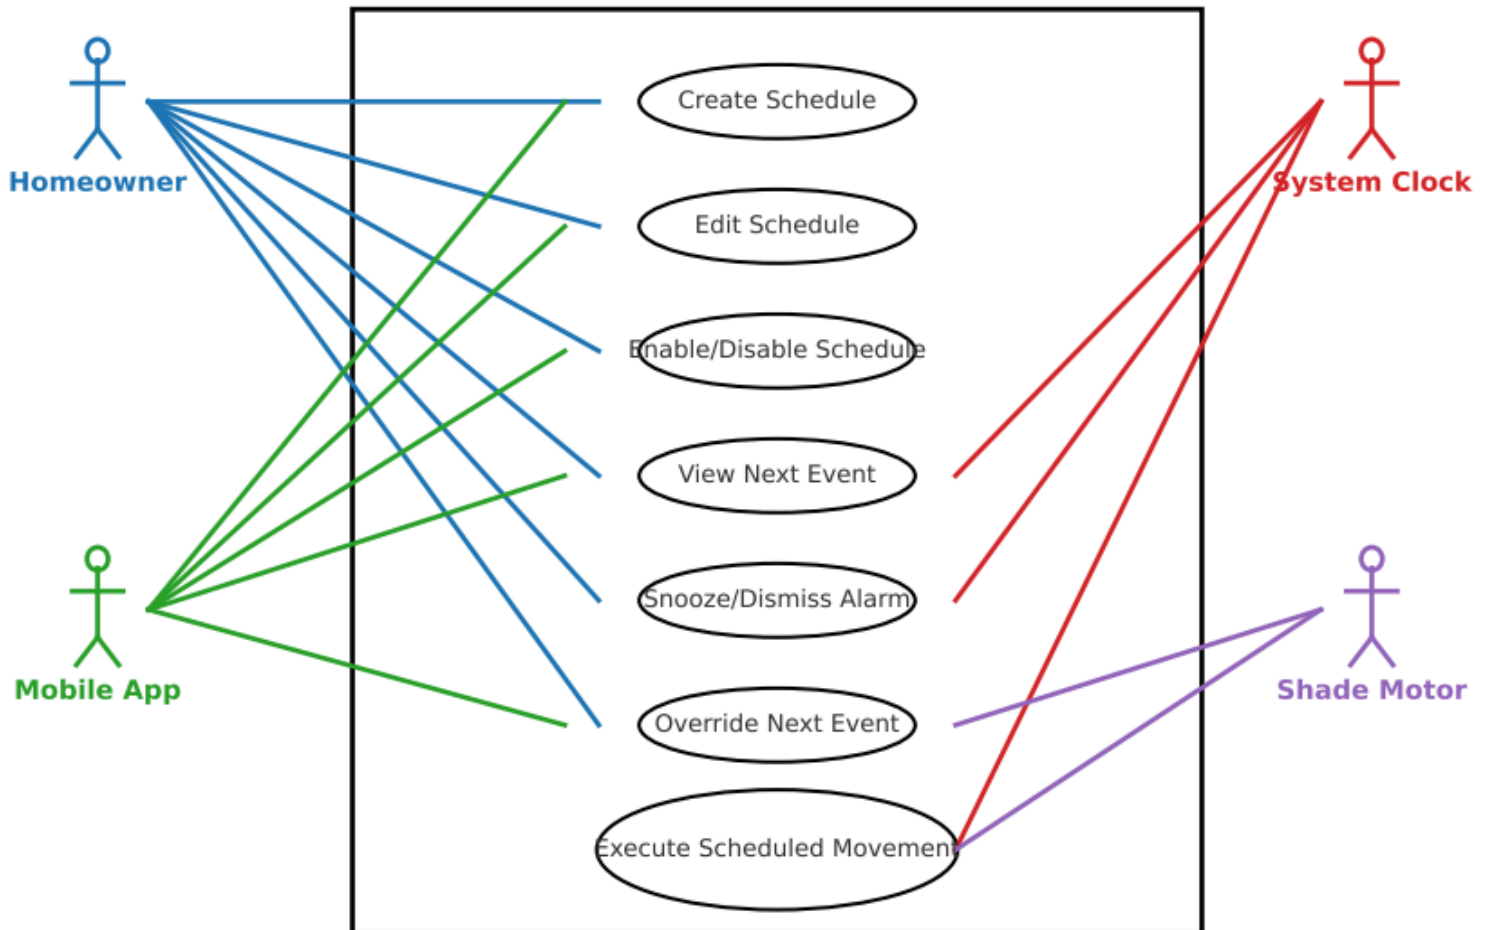 Create Schedule
Homeowner
System Clock
Edit Schedule
Enable/Disable Schedule
View Next Event
Snooze/Dismiss Alarm
Mobile App
Shade Motor
Override Next Event
Execute Scheduled Movement